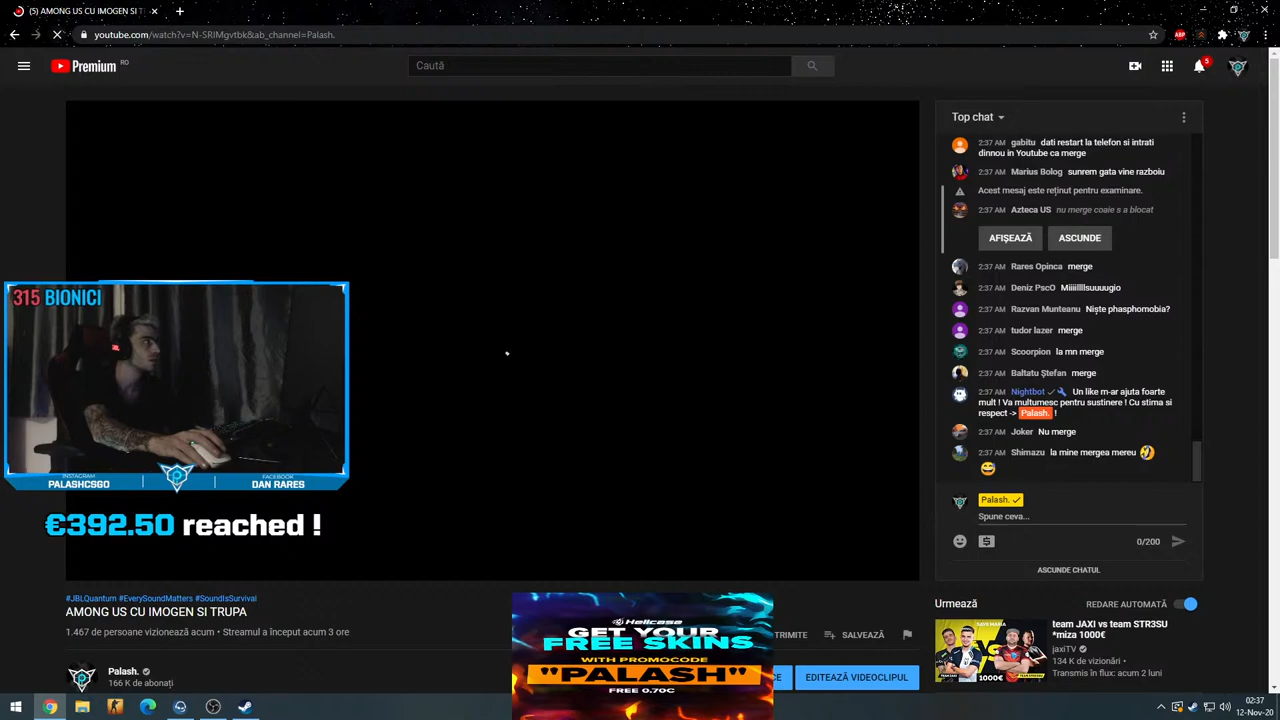 (5) AMONG US CU IMOGEN SI T
youtube.com/watch?v=N-SRIMgvtbk&ab_channel=Palash.
ABP
Premium RO
Caută
5
Top chat
2:37 AM gabitu dati restart la telefon si intrati
dinnou in Youtube ca merge
2:37 AM Marius Bolog sunrem gata vine razboiu
Acest mesaj este reținut pentru examinare.
2:37 AM Azteca US nu merge coaie s a blocat
AFIȘEAZĂ ASCUNDE
2:37 AM Rares Opinca merge
2:37 AM Deniz PscO Miiiilllllsuuuugio
2:37 AM Razvan Munteanu Niște phasphomobia?
2:37 AM tudor lazer merge
2:37 AM Scoorpion la mn merge
2:37 AM Baltatu Ștefan merge
2:37 AM Nightbot Un like m-ar ajuta foarte
mult ! Va multumesc pentru sustinere ! Cu stima si
respect -> Palash. !
2:37 AM Joker Nu merge
2:37 AM Shimazu la mine mergea mereu
Palash.
Spune ceva...
0/200
ASCUNDE CHATUL
315 BIONICI
INSTAGRAM
PALASHCSGO
FACEBOOK
DAN RARES
€392.50 reached !
#JBLQuantum #EverySoundMatters #SoundIsSurvival
AMONG US CU IMOGEN SI TRUPA
1.467 de persoane vizionează acum • Streamul a început acum 3 ore
TRIMITE SALVEAZĂ
Palash.
166 K de abonați
EDITEAZĂ VIDEOCLIPUL
Hellcase
GET YOUR
FREE SKINS
WITH PROMOCODE
"PALASH"
FREE 0.70C
Urmează
REDARE AUTOMATĂ
team JAXI vs team STR3SU
*miza 1000€
jaxiTV
134 K de vizionări •
Transmis în flux: acum 2 luni
1000€
02:37
12-Nov-20